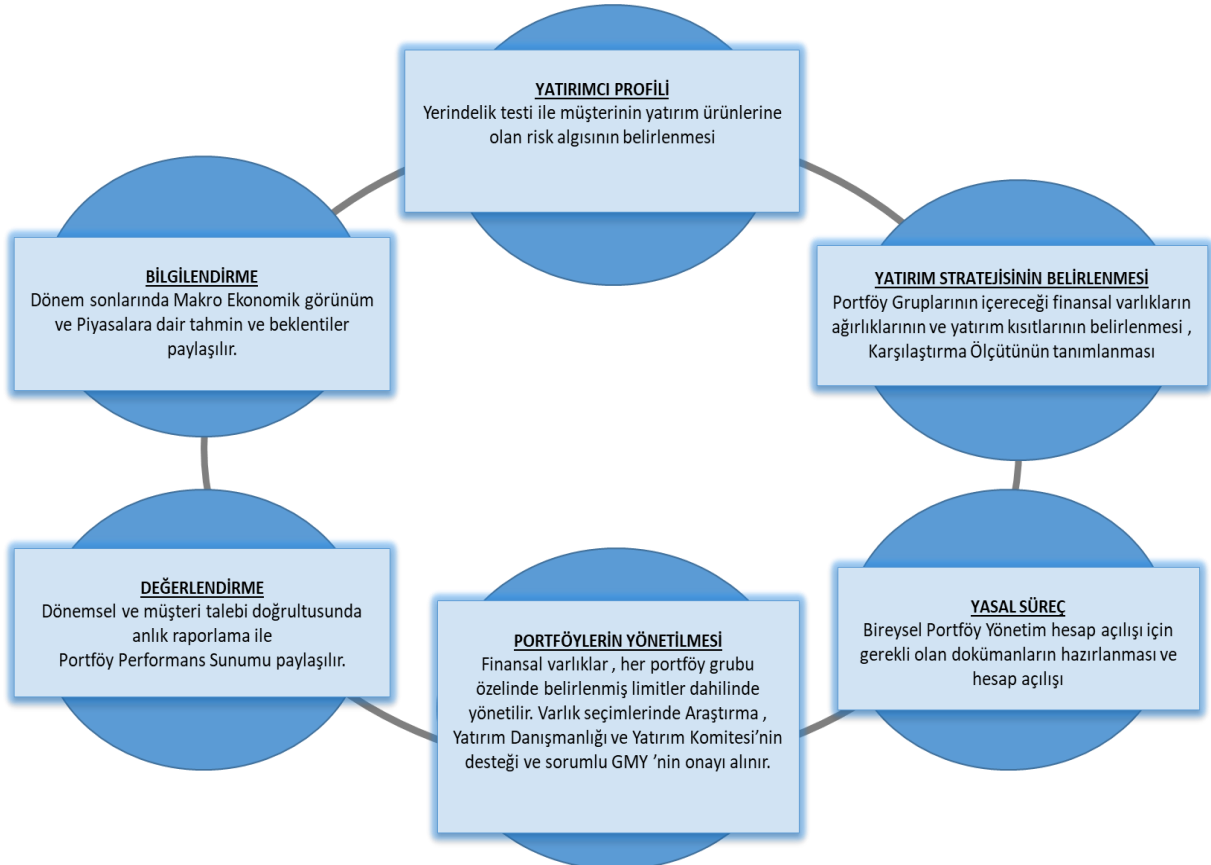 YATIRIMCI PROFİLİ
Yerindelik testi ile müşterinin yatırım ürünlerine
olan risk algısının belirlenmesi
YATIRIM STRATEJİSİNİN BELİRLENMESİ
Portföy Gruplarının içereceği finansal varlıkların
ağırlıklarının ve yatırım kısıtlarının belirlenmesi ,
Karşılaştırma Ölçütünün tanımlanması
YASAL SÜREÇ
Bireysel Portföy Yönetim hesap açılışı için
gerekli olan dokümanların hazırlanması ve
hesap açılışı
PORTFÖYLERİN YÖNETİLMESİ
Finansal varlıklar , her portföy grubu
özelinde belirlenmiş limitler dahilinde
yönetilir. Varlık seçimlerinde Araştırma ,
Yatırım Danışmanlığı ve Yatırım Komitesi’nin
desteği ve sorumlu GMY ’nin onayı alınır.
DEĞERLENDİRME
Dönemsel ve müşteri talebi doğrultusunda
anlık raporlama ile
Portföy Performans Sunumu paylaşılır.
BİLGİLENDİRME
Dönem sonlarında Makro Ekonomik görünüm
ve Piyasalara dair tahmin ve beklentiler
paylaşılır.